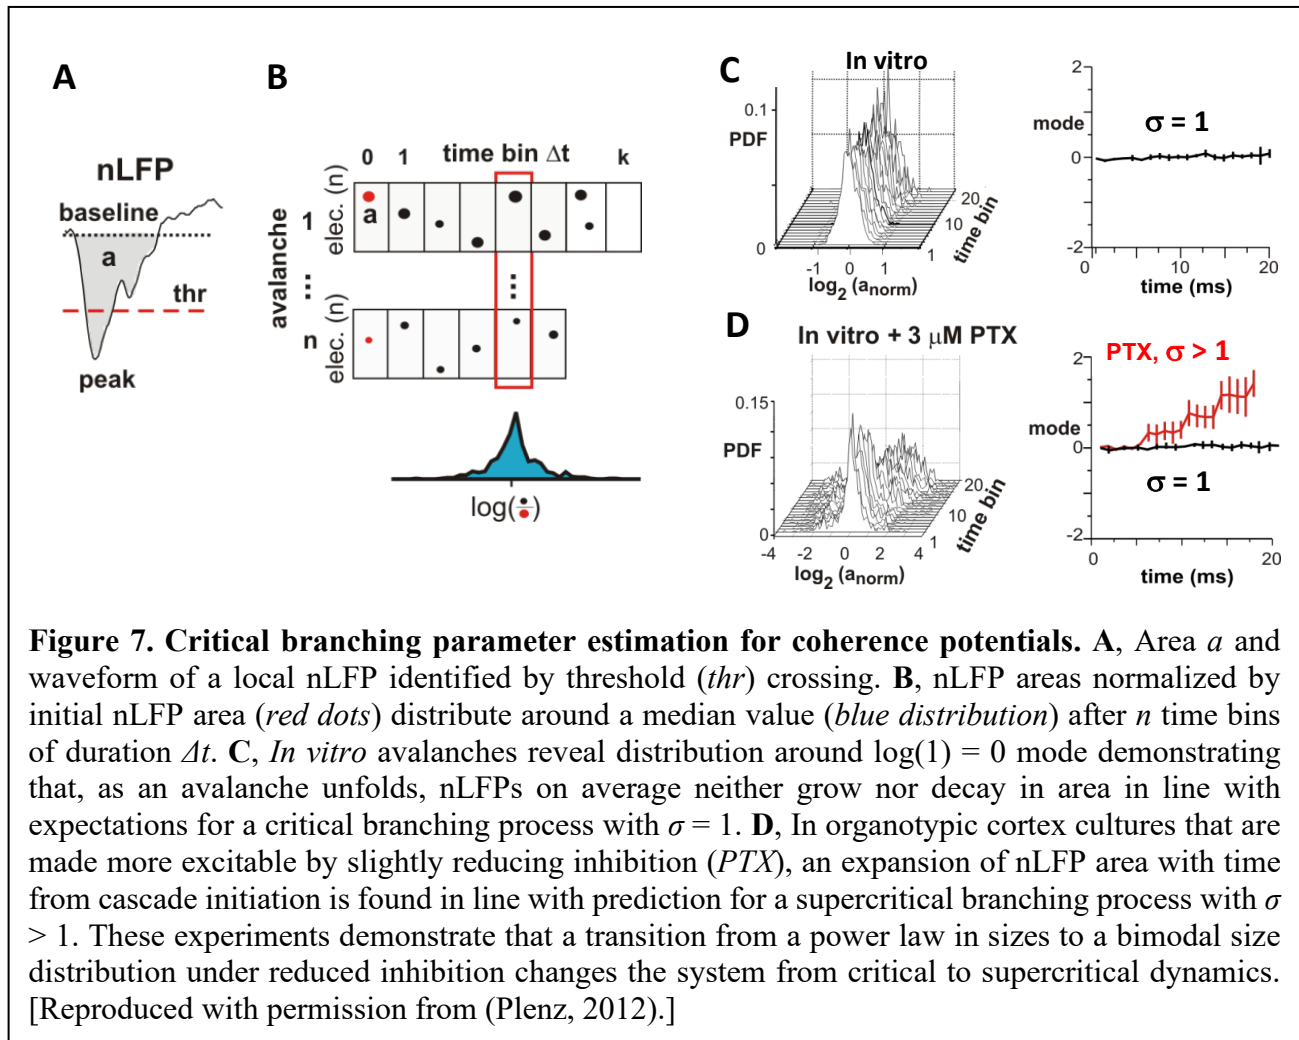 A
nLFP
baseline
a
thr
peak
B
0 1 time bin Δt k
avalanche
elec. (n)
1
a
...
...
elec. (n)
n
log(•/•)
C
In vitro
0.1
PDF
0
-1 0 1
log2 (anorm)
1
10
20
time bin
2
mode
0
-2
σ = 1
0 10 20
time (ms)
D
In vitro + 3 μM PTX
0.15
PDF
0
-4 -2 0 2 4
log2 (anorm)
1
10
20
time bin
2
mode
0
-2
PTX, σ > 1
σ = 1
0 20
time (ms)
Figure 7. Critical branching parameter estimation for coherence potentials. A, Area a and
waveform of a local nLFP identified by threshold (thr) crossing. B, nLFP areas normalized by
initial nLFP area (red dots) distribute around a median value (blue distribution) after n time bins
of duration Δt. C, In vitro avalanches reveal distribution around log(1) = 0 mode demonstrating
that, as an avalanche unfolds, nLFPs on average neither grow nor decay in area in line with
expectations for a critical branching process with σ = 1. D, In organotypic cortex cultures that are
made more excitable by slightly reducing inhibition (PTX), an expansion of nLFP area with time
from cascade initiation is found in line with prediction for a supercritical branching process with σ
> 1. These experiments demonstrate that a transition from a power law in sizes to a bimodal size
distribution under reduced inhibition changes the system from critical to supercritical dynamics.
[Reproduced with permission from (Plenz, 2012).]